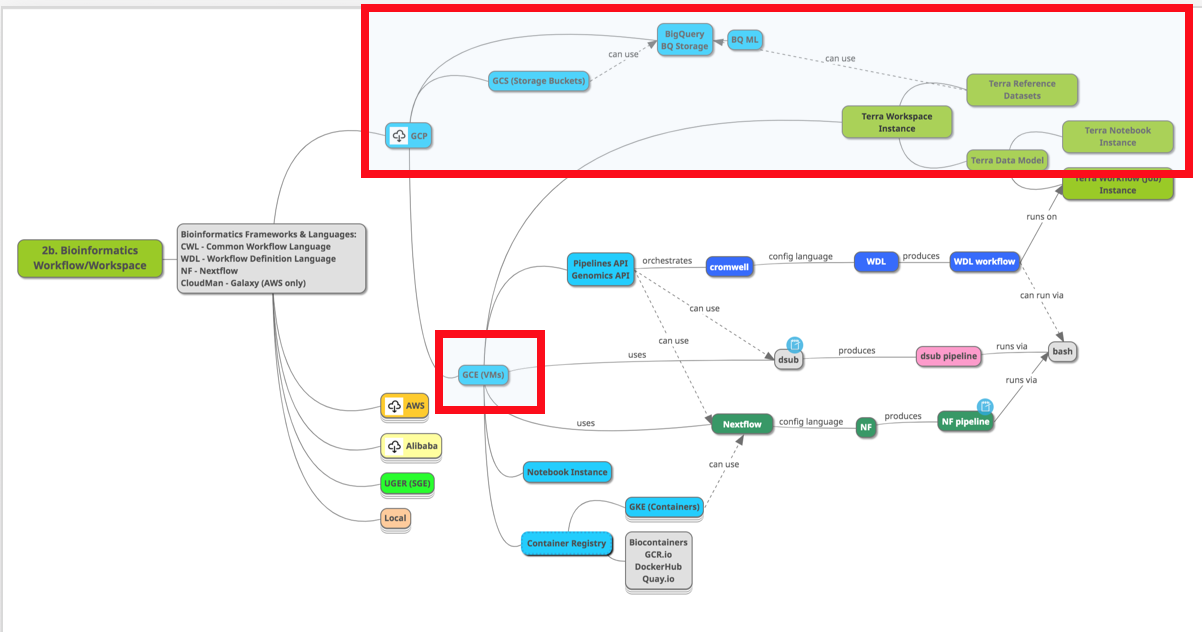 BigQuery
BQ Storage
BQ ML
can use
can use
GCS (Storage Buckets)
Terra Reference
Datasets
Terra Workspace
Instance
GCP
Terra Notebook
Instance
Terra Data Model
Terra Workflow (Job)
Instance
runs on
2b. Bioinformatics
Workflow/Workspace
Bioinformatics Frameworks & Languages:
CWL - Common Workflow Language
WDL - Workflow Definition Language
NF - Nextflow
CloudMan - Galaxy (AWS only)
Pipelines API
Genomics API
orchestrates
cromwell
config language
WDL
produces
WDL workflow
can use
can run via
can use
GCE (VMs)
uses
dsub
produces
dsub pipeline
runs via
bash
runs via
AWS
uses
Nextflow
config language
NF
produces
NF pipeline
Alibaba
can use
Notebook Instance
UGER (SGE)
GKE (Containers)
Local
Container Registry
Biocontainers
GCR.io
DockerHub
Quay.io